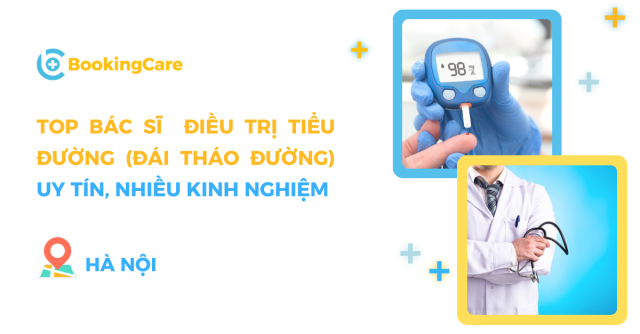 BookingCare
TOP BÁC SĨ ĐIỀU TRỊ TIỂU
ĐƯỜNG (ĐÁI THÁO ĐƯỜNG)
UY TÍN, NHIỀU KINH NGHIỆM
HÀ NỘI
98